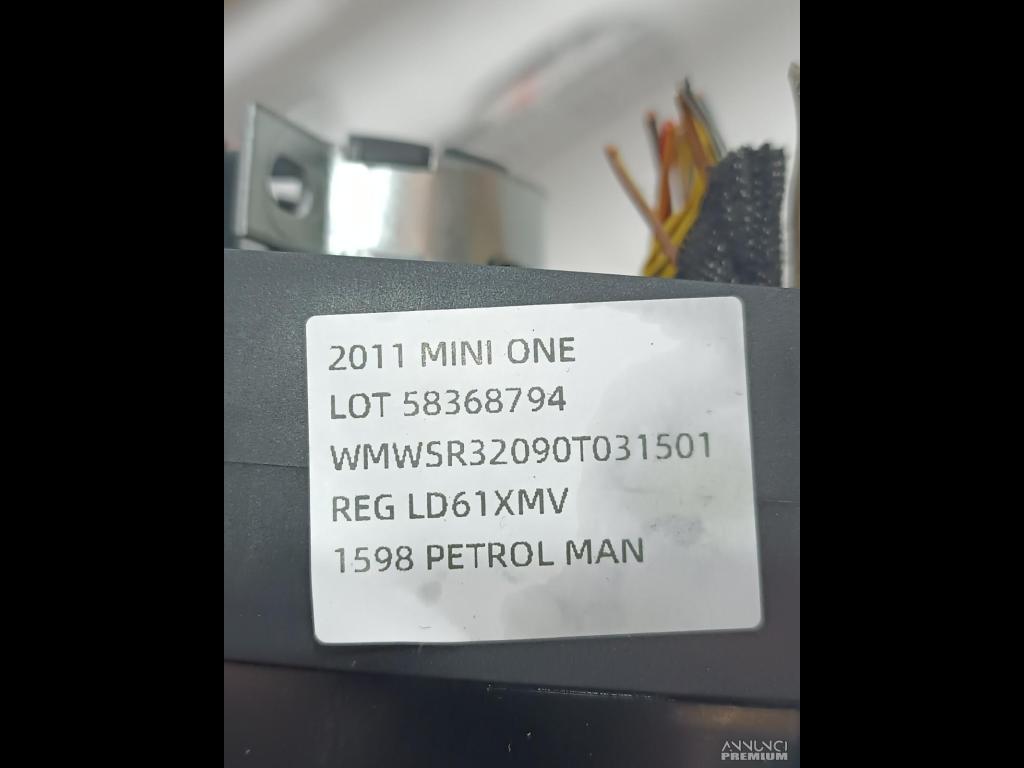 2011 MINI ONE
LOT 58368794
WMWSR32090T031501
REG LD61XMV
1598 PETROL MAN
ANNUNCI
PREMIUM